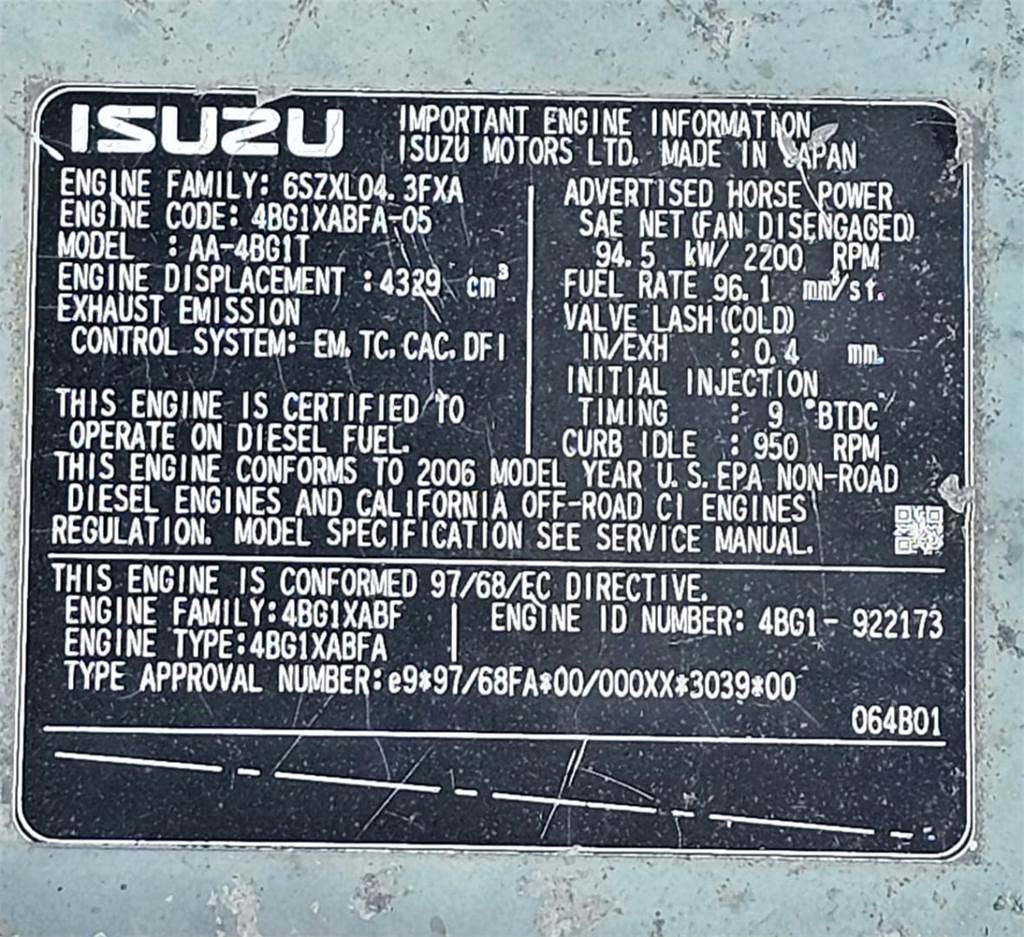 ISUZU
IMPORTANT ENGINE INFORMATION
ISUZU MOTORS LTD. MADE IN JAPAN
ENGINE FAMILY: 6SZXL04.3FXA
ENGINE CODE: 4BG1XABFA-05
MODEL : AA-4BG1T
ENGINE DISPLACEMENT :4329 cm³
EXHAUST EMISSION
CONTROL SYSTEM: EM, TC, CAC, DFI
THIS ENGINE IS CERTIFIED TO
OPERATE ON DIESEL FUEL.
ADVERTISED HORSE POWER
SAE NET (FAN DISENGAGED)
94.5 kW/ 2200 RPM
FUEL RATE 96.1 mm³/st.
VALVE LASH (COLD)
IN/EXH : 0.4 mm.
INITIAL INJECTION
TIMING : 9 °BTDC
CURB IDLE : 950 RPM
THIS ENGINE CONFORMS TO 2006 MODEL YEAR U.S.EPA NON-ROAD
DIESEL ENGINES AND CALIFORNIA OFF-ROAD CI ENGINES
REGULATION. MODEL SPECIFICATION SEE SERVICE MANUAL.
THIS ENGINE IS CONFORMED 97/68/EC DIRECTIVE.
ENGINE FAMILY:4BG1XABF
ENGINE TYPE:4BG1XABFA
ENGINE ID NUMBER: 4BG1- 922173
TYPE APPROVAL NUMBER:e9*97/68FA*00/000XX*3039*00
064B01